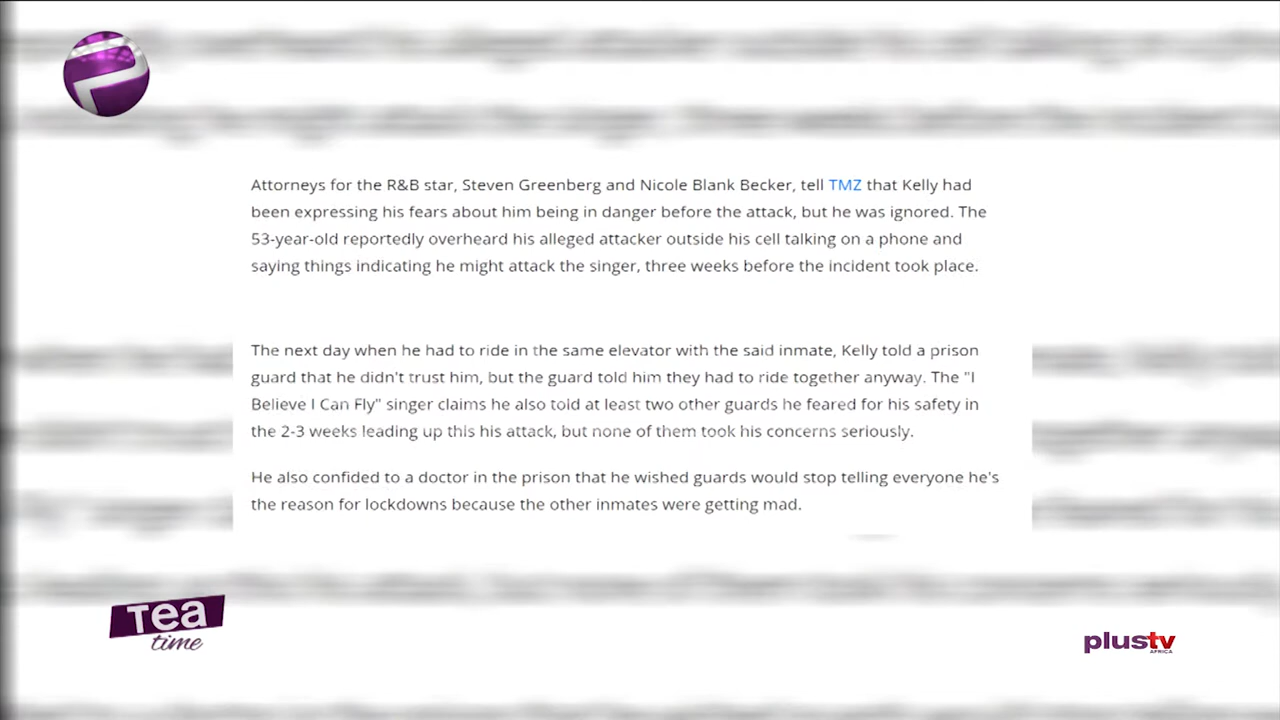 Attorneys for the R&B star, Steven Greenberg and Nicole Blank Becker, tell TMZ that Kelly had
been expressing his fears about him being in danger before the attack, but he was ignored. The
53-year-old reportedly overheard his alleged attacker outside his cell talking on a phone and
saying things indicating he might attack the singer, three weeks before the incident took place.
The next day when he had to ride in the same elevator with the said inmate, Kelly told a prison
guard that he didn't trust him, but the guard told him they had to ride together anyway. The "I
Believe I Can Fly" singer claims he also told at least two other guards he feared for his safety in
the 2-3 weeks leading up this his attack, but none of them took his concerns seriously.
He also confided to a doctor in the prison that he wished guards would stop telling everyone he's
the reason for lockdowns because the other inmates were getting mad.
Tea
time
plustv
AFRICA